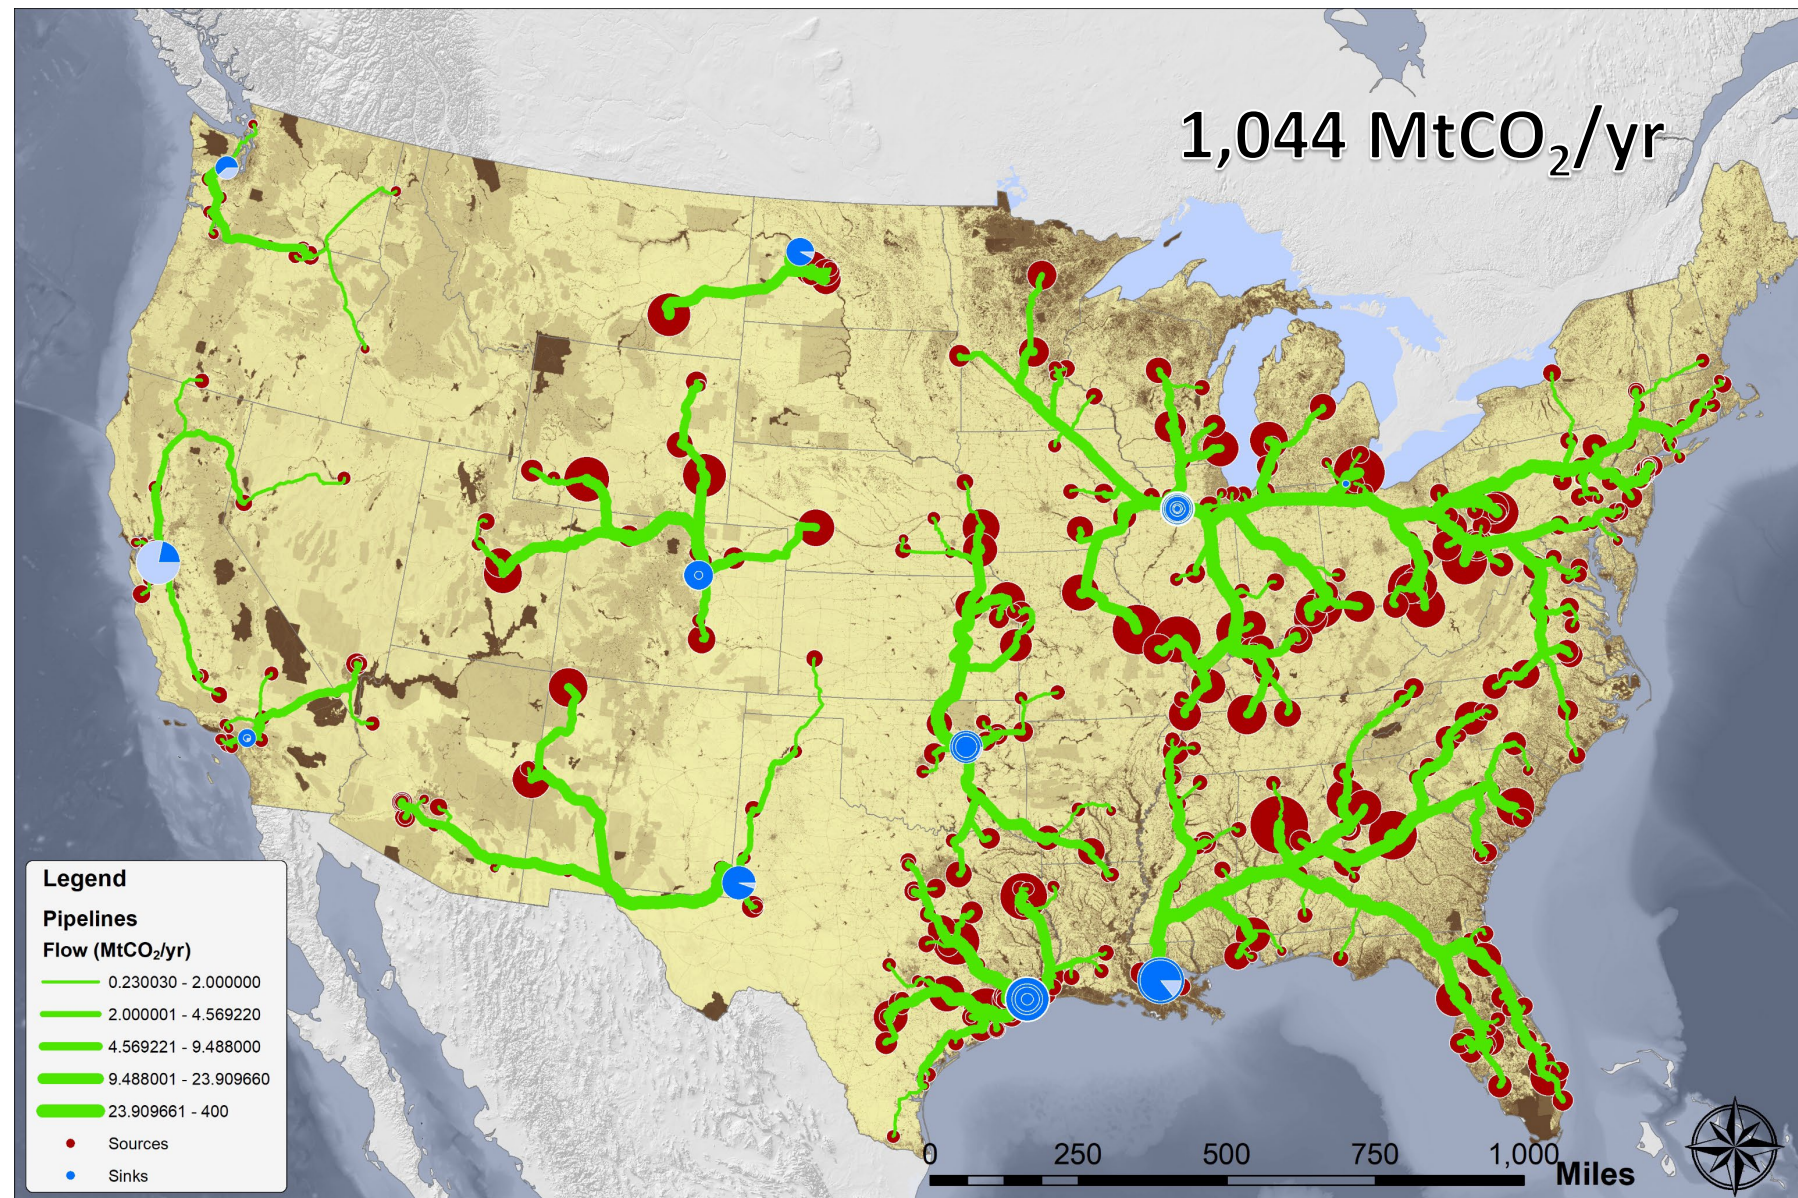 1,044 MtCO₂/yr
Legend
Pipelines
Flow (MtCO₂/yr)
0.230030 - 2.000000
2.000001 - 4.569220
4.569221 - 9.488000
9.488001 - 23.909660
23.909661 - 400
Sources
Sinks
0 250 500 750 1,000 Miles